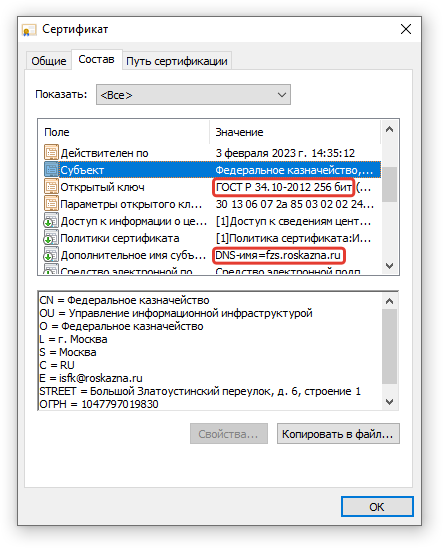 Сертификат
Общие Состав Путь сертификации
Показать: <Все>
Поле Значение
Действителен по 3 февраля 2023 г. 14:35:12
Субъект Федеральное казначейство,...
Открытый ключ ГОСТ Р 34.10-2012 256 бит (...
Параметры открытого кл... 30 13 06 07 2a 85 03 02 02 24...
Доступ к информации о це... [1]Доступ к сведениям цент...
Политики сертификата [1]Политика сертификата:И...
Дополнительное имя субъ... DNS-имя=fzs.roskazna.ru
Средство электронной по... Средство электронной подп...
CN = Федеральное казначейство
OU = Управление информационной инфраструктурой
O = Федеральное казначейство
L = г. Москва
S = Москва
C = RU
E = isfk@roskazna.ru
STREET = Большой Златоустинский переулок, д. 6, строение 1
ОГРН = 1047797019830
Свойства... Копировать в файл...
ОК